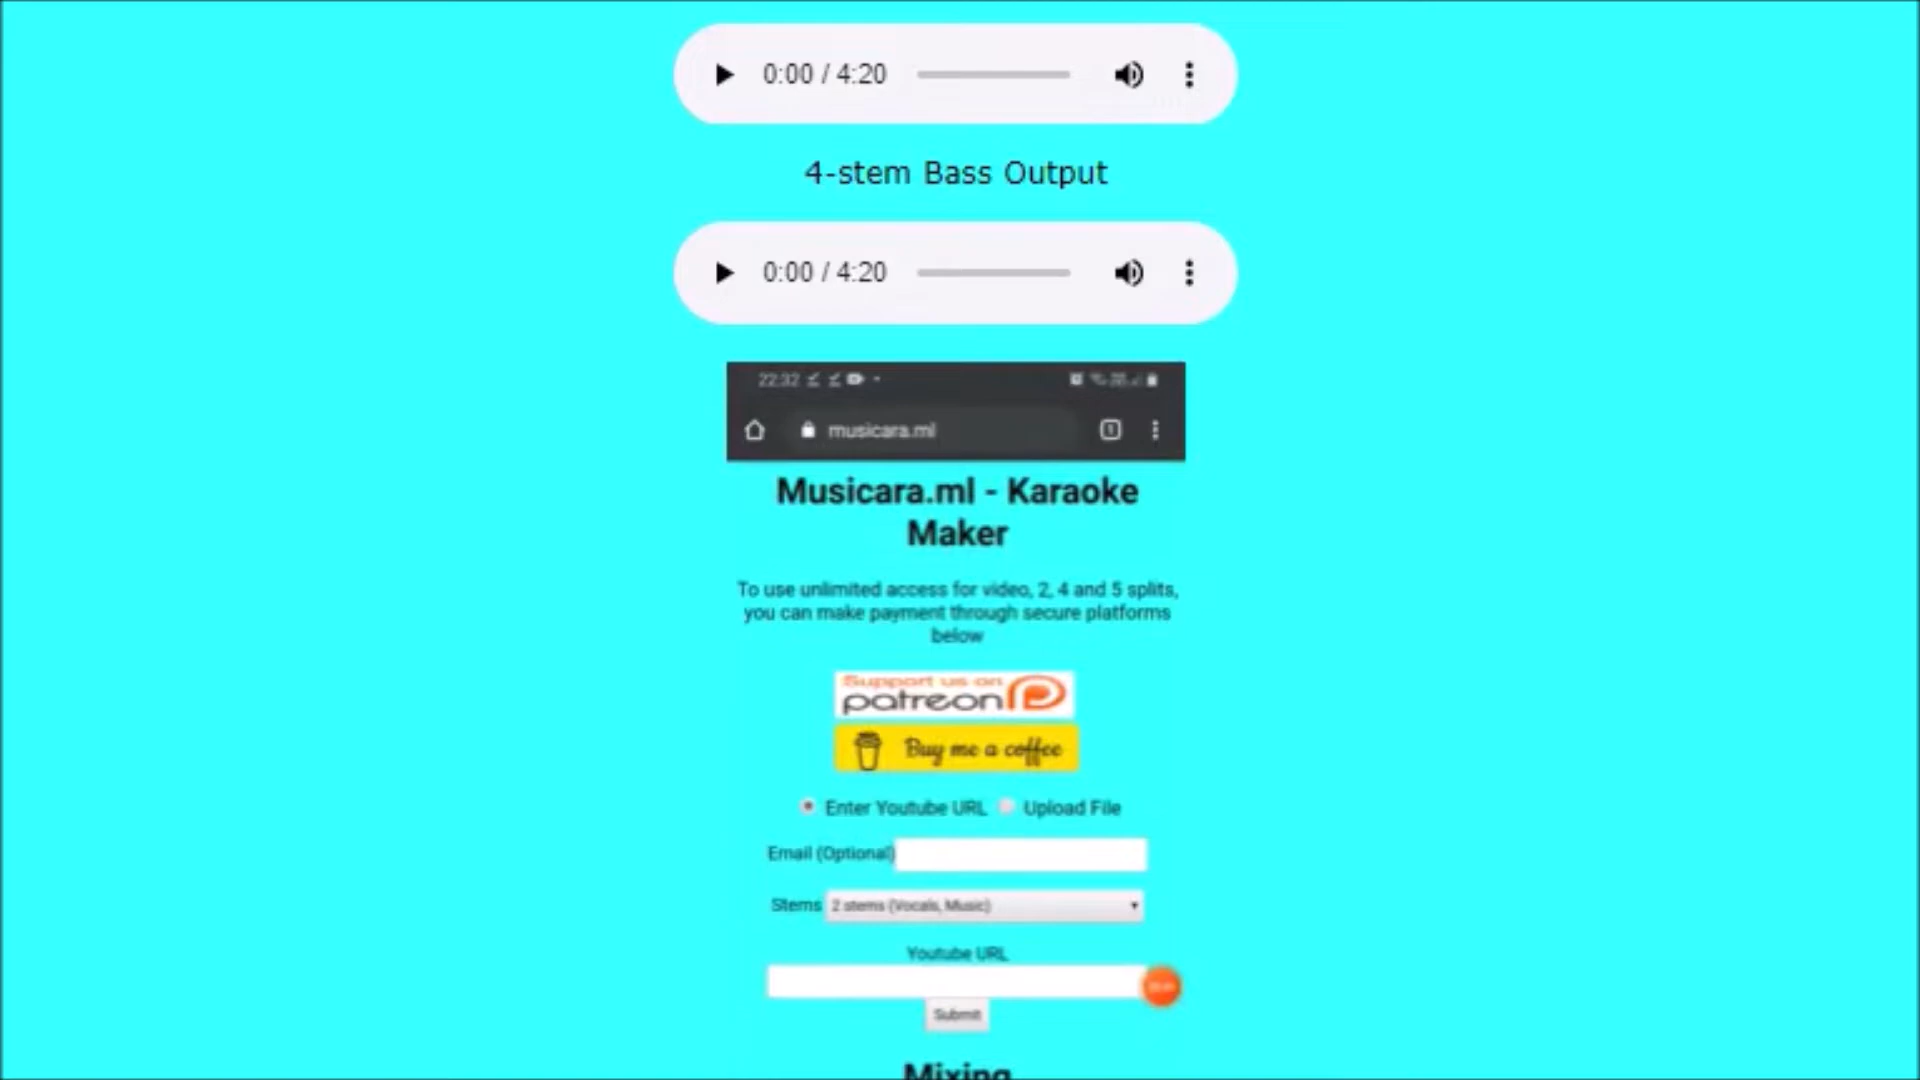 0:00 / 4:20
4-stem Bass Output
0:00 / 4:20
22:32
musicara.ml
1
Musicara.ml - Karaoke
Maker
To use unlimited access for video, 2, 4 and 5 splits,
you can make payment through secure platforms
below
Support us on
patreon
Buy me a coffee
Enter Youtube URL Upload File
Email (Optional)
Stems 2 stems (Vocals, Music)
Youtube URL
Submit
Mixing